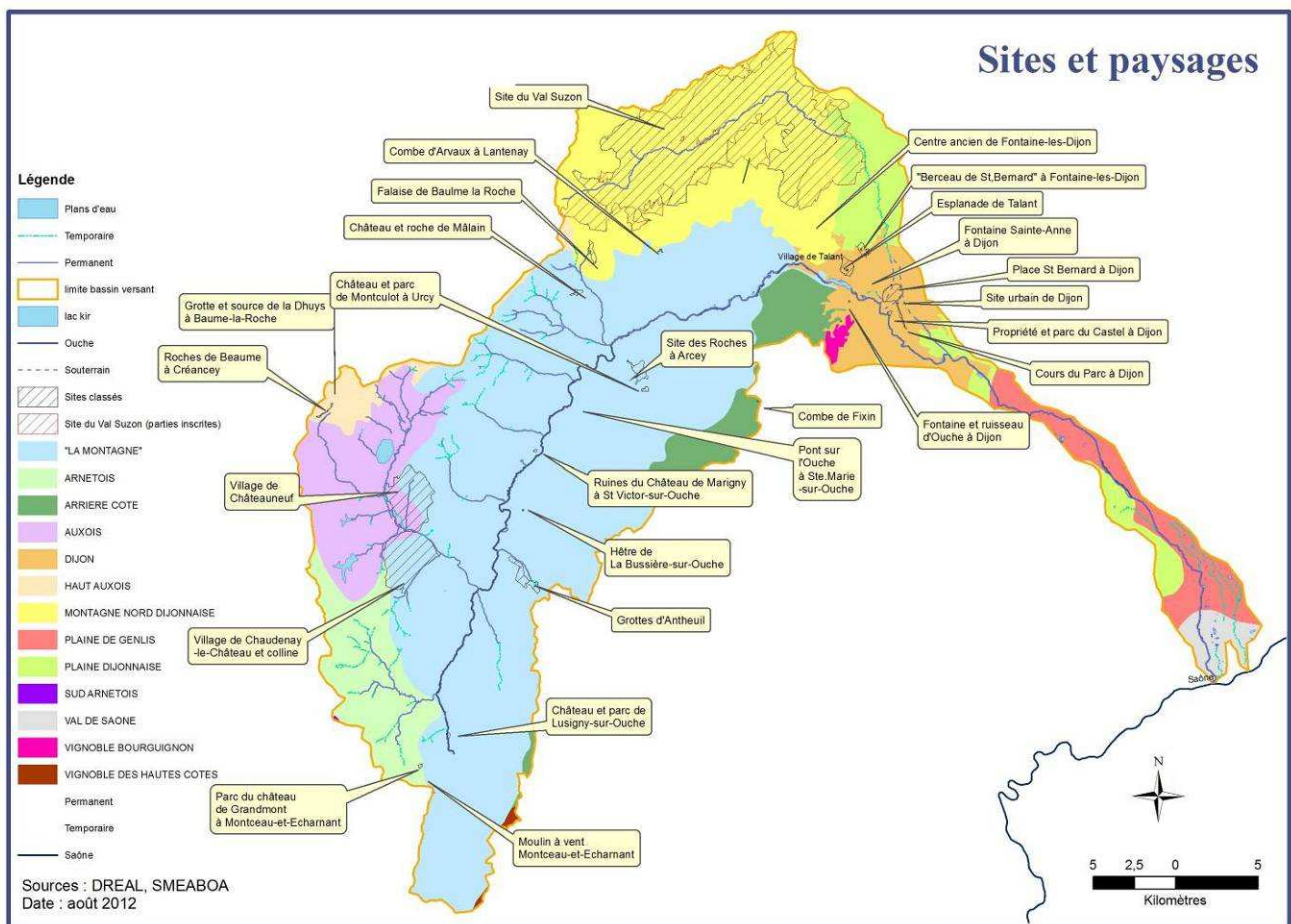 Sites et paysages
Site du Val Suzon
Combe d'Arvaux à Lantenay
Falaise de Baulme la Roche
Château et roche de Mâlain
Château et parc
de Montculot à Urcy
Grotte et source de la Dhuys
à Baume-la-Roche
Roches de Beaume
à Créancey
Centre ancien de Fontaine-les-Dijon
"Berceau de St,Bernard" à Fontaine-les-Dijon
Esplanade de Talant
Fontaine Sainte-Anne
à Dijon
Village de Talant
Place St Bernard à Dijon
Site urbain de Dijon
Propriété et parc du Castel à Dijon
Cours du Parc à Dijon
Site des Roches
à Arcey
Combe de Fixin
Fontaine et ruisseau
d'Ouche à Dijon
Pont sur
l'Ouche
à Ste.Marie
-sur-Ouche
Village de
Châteauneuf
Ruines du Château de Marigny
à St Victor-sur-Ouche
Hêtre de
La Bussière-sur-Ouche
Grottes d'Antheuil
Village de Chaudenay
-le-Château et colline
Château et parc de
Lusigny-sur-Ouche
Parc du château
de Grandmont
à Montceau-et-Echarnant
Moulin à vent
Montceau-et-Echarnant
Saône
Légende
Plans d'eau
Temporaire
Permanent
limite bassin versant
lac kir
Ouche
Souterrain
Sites classés
Site du Val Suzon (parties inscrites)
"LA MONTAGNE"
ARNETOIS
ARRIERE COTE
AUXOIS
DIJON
HAUT AUXOIS
MONTAGNE NORD DIJONNAISE
PLAINE DE GENLIS
PLAINE DIJONNAISE
SUD ARNETOIS
VAL DE SAONE
VIGNOBLE BOURGUIGNON
VIGNOBLE DES HAUTES COTES
Permanent
Temporaire
Saône
Sources : DREAL, SMEABOA
Date : août 2012
N
5 2,5 0 5
Kilomètres